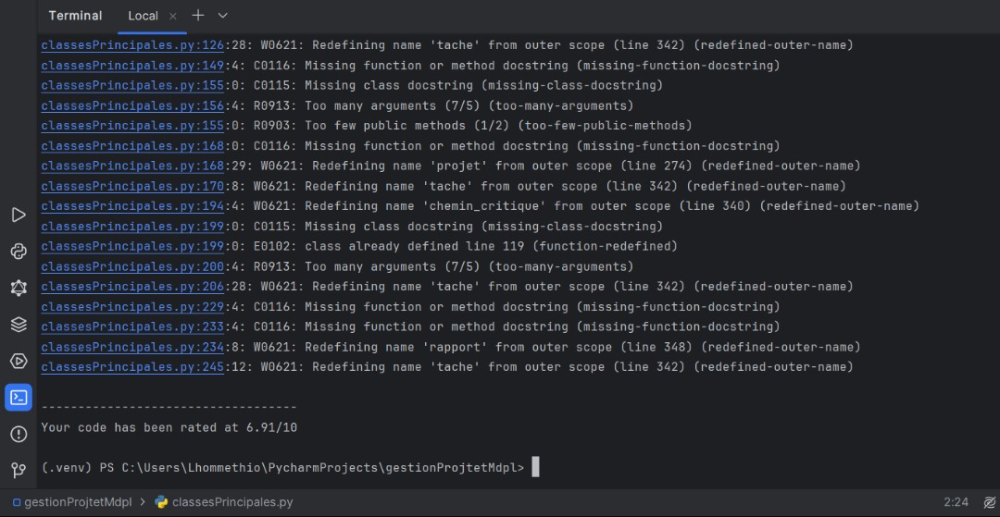 Terminal Local
classesPrincipales.py:126:28: W0621: Redefining name 'tache' from outer scope (line 342) (redefined-outer-name)
classesPrincipales.py:149:4: C0116: Missing function or method docstring (missing-function-docstring)
classesPrincipales.py:155:0: C0115: Missing class docstring (missing-class-docstring)
classesPrincipales.py:156:4: R0913: Too many arguments (7/5) (too-many-arguments)
classesPrincipales.py:155:0: R0903: Too few public methods (1/2) (too-few-public-methods)
classesPrincipales.py:168:0: C0116: Missing function or method docstring (missing-function-docstring)
classesPrincipales.py:168:29: W0621: Redefining name 'projet' from outer scope (line 274) (redefined-outer-name)
classesPrincipales.py:170:8: W0621: Redefining name 'tache' from outer scope (line 342) (redefined-outer-name)
classesPrincipales.py:194:4: W0621: Redefining name 'chemin_critique' from outer scope (line 340) (redefined-outer-name)
classesPrincipales.py:199:0: C0115: Missing class docstring (missing-class-docstring)
classesPrincipales.py:199:0: E0102: class already defined line 119 (function-redefined)
classesPrincipales.py:200:4: R0913: Too many arguments (7/5) (too-many-arguments)
classesPrincipales.py:206:28: W0621: Redefining name 'tache' from outer scope (line 342) (redefined-outer-name)
classesPrincipales.py:229:4: C0116: Missing function or method docstring (missing-function-docstring)
classesPrincipales.py:233:4: C0116: Missing function or method docstring (missing-function-docstring)
classesPrincipales.py:234:8: W0621: Redefining name 'rapport' from outer scope (line 348) (redefined-outer-name)
classesPrincipales.py:245:12: W0621: Redefining name 'tache' from outer scope (line 342) (redefined-outer-name)
-----------------------------------
Your code has been rated at 6.91/10
(.venv) PS C:\Users\Lhommethio\PycharmProjects\gestionProjtetMdpl>
gestionProjtetMdpl > classesPrincipales.py 2:24